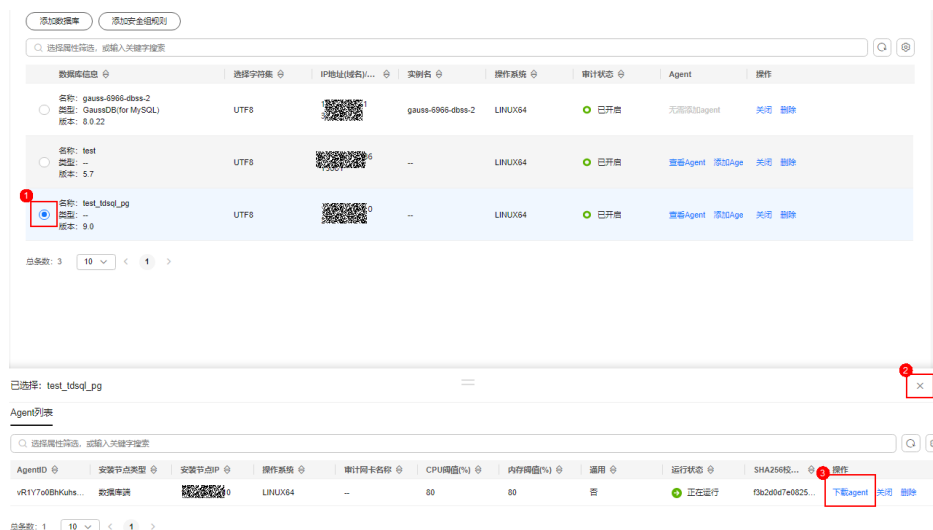 添加数据库 添加安全组规则
选择属性筛选，或输入关键字搜索
数据库信息 选择字符集 IP地址(域名)/... 实例名 操作系统 审计状态 Agent 操作
名称: gauss-6966-dbss-2
类型: GaussDB(for MySQL) UTF8 gauss-6966-dbss-2 LINUX64 已开启 无需添加agent 关闭 删除
版本: 8.0.22
名称: test
类型: -- UTF8 -- LINUX64 已开启 查看Agent 添加Age 关闭 删除
版本: 5.7
1
名称: test_tdsql_pg
类型: -- UTF8 -- LINUX64 已开启 查看Agent 添加Age 关闭 删除
版本: 9.0
总条数: 3 10 1
2
已选择: test_tdsql_pg
Agent列表
选择属性筛选，或输入关键字搜索
AgentID 安装节点类型 安装节点IP 操作系统 审计网卡名称 CPU阈值(%) 内存阈值(%) 通用 运行状态 SHA256校... 3 操作
vR1Y7o0BhKuhs... 数据库端 LINUX64 -- 80 80 否 正在运行 f3b2d0d7e0825... 下载agent 关闭 删除
总条数: 1 10 1